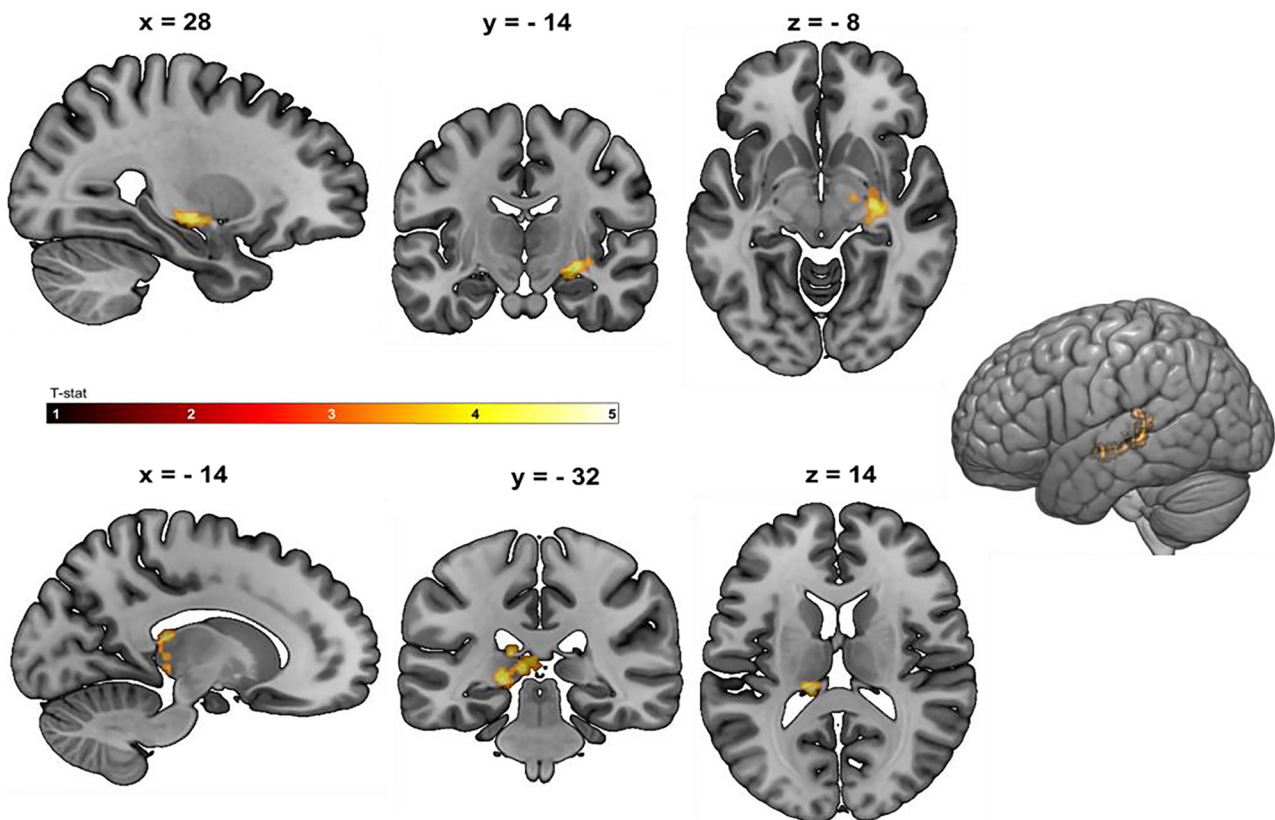 x = 28
y = - 14
z = - 8
T-stat
1 2 3 4 5
x = - 14
y = - 32
z = 14